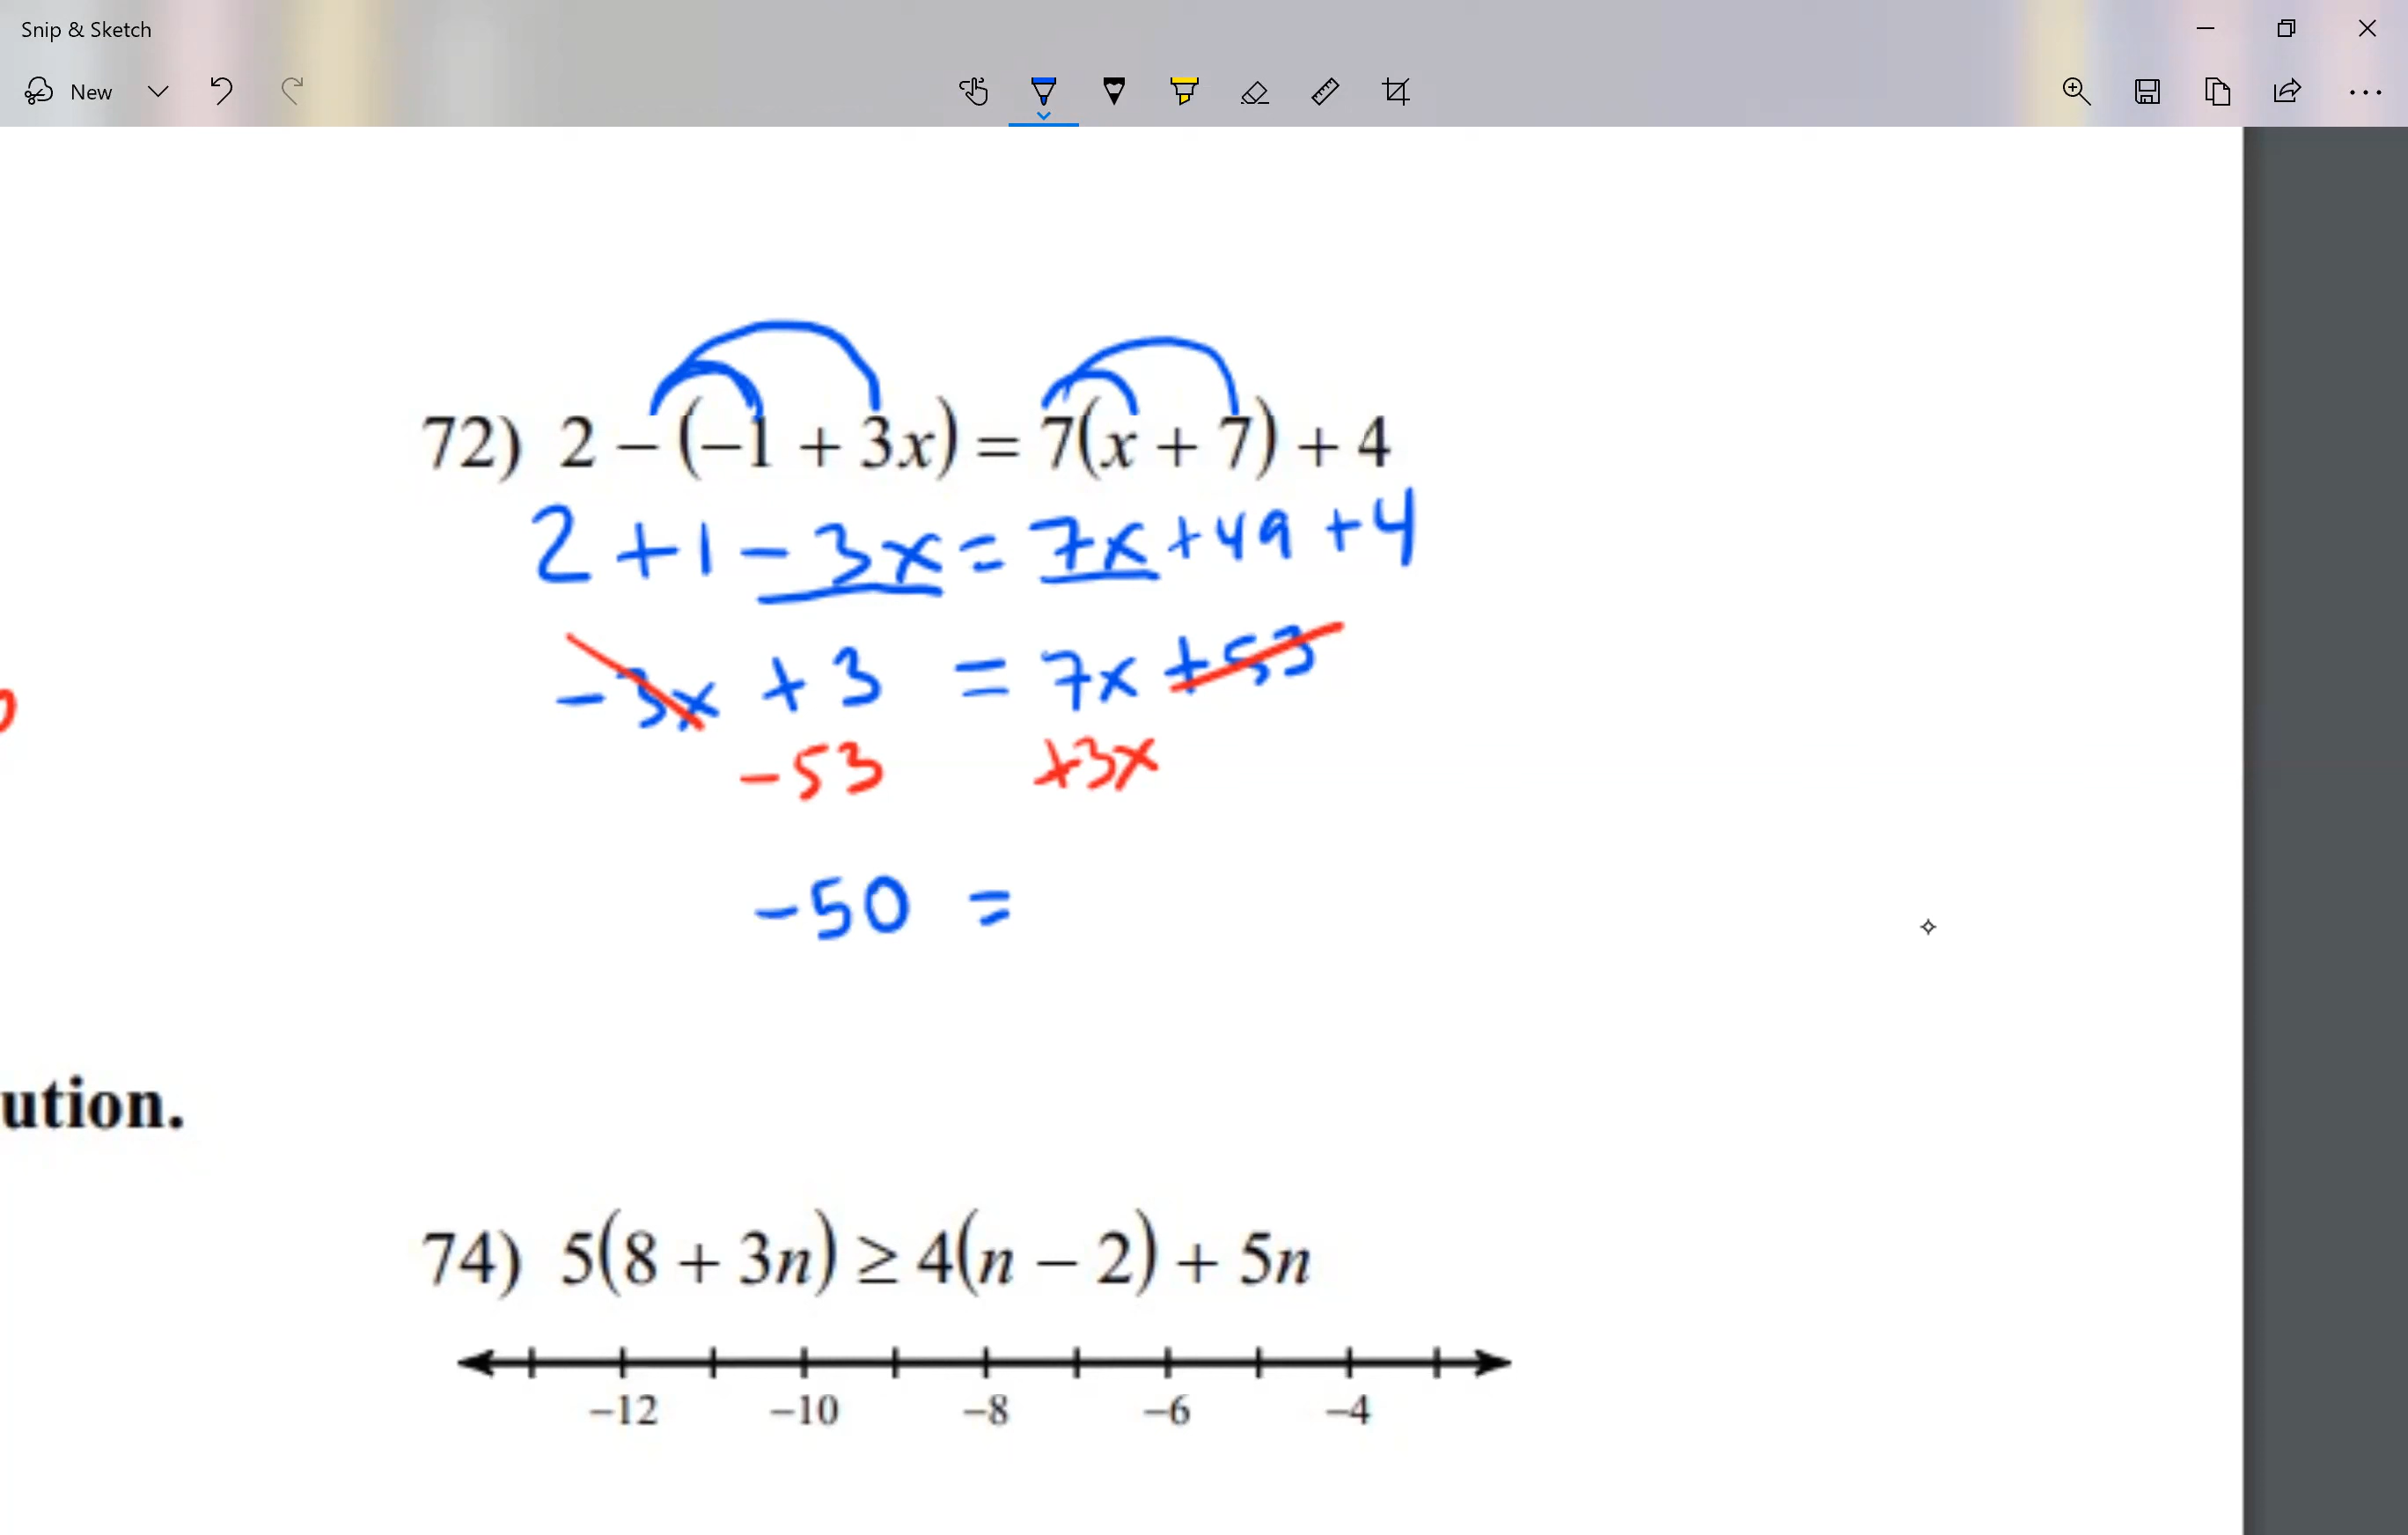 Snip & Sketch
New
72) 2 − (−1 + 3x) = 7(x + 7) + 4
2 + 1 − 3x = 7x + 49 + 4
−3x + 3 = 7x + 53
−53 +3x
−50 =
ution.
74) 5(8 + 3n) ≥ 4(n − 2) + 5n
−12 −10 −8 −6 −4